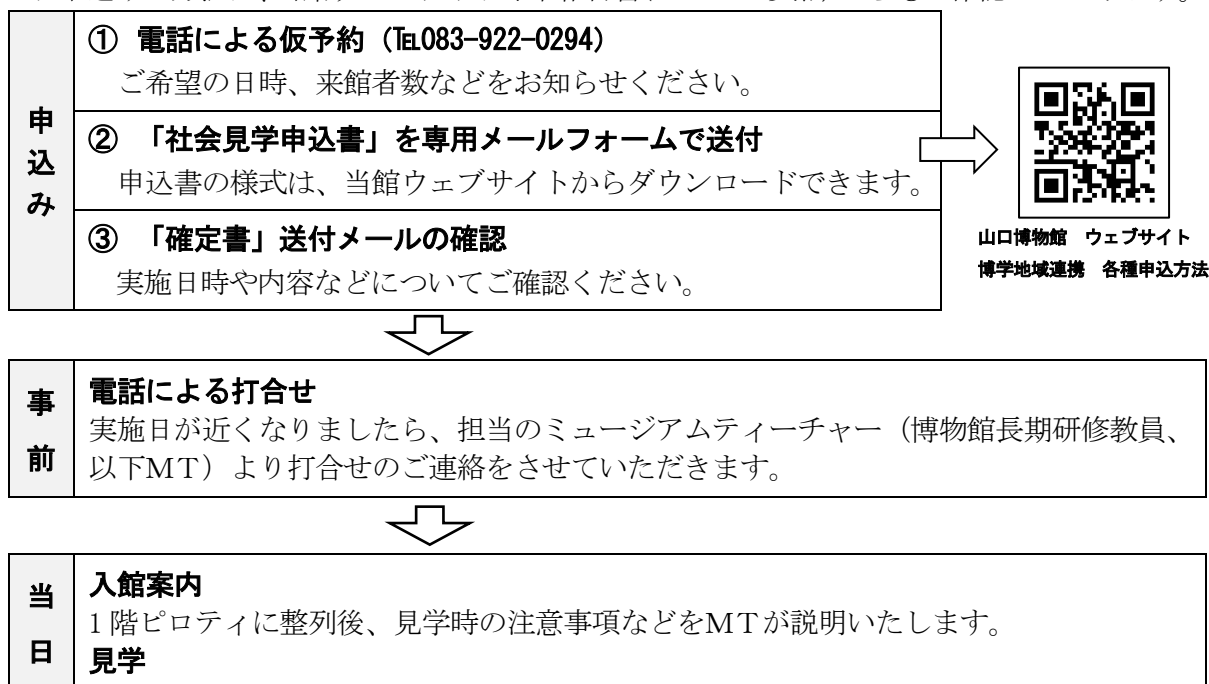 申込み
① 電話による仮予約（℡083-922-0294）
ご希望の日時、来館者数などをお知らせください。
② 「社会見学申込書」を専用メールフォームで送付
申込書の様式は、当館ウェブサイトからダウンロードできます。
③ 「確定書」送付メールの確認
実施日時や内容などについてご確認ください。
山口博物館 ウェブサイト
博学地域連携 各種申込方法
事前
電話による打合せ
実施日が近くなりましたら、担当のミュージアムティーチャー（博物館長期研修教員、
以下ＭＴ）より打合せのご連絡をさせていただきます。
当日
入館案内
１階ピロティに整列後、見学時の注意事項などをＭＴが説明いたします。
見学